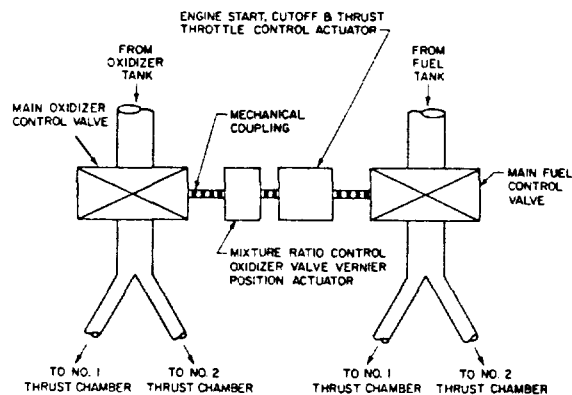 ENGINE START, CUTOFF & THRUST
THROTTLE CONTROL ACTUATOR
FROM
OXIDIZER
TANK
FROM
FUEL
TANK
MAIN OXIDIZER
CONTROL VALVE
MECHANICAL
COUPLING
MAIN FUEL
CONTROL
VALVE
MIXTURE RATIO CONTROL
OXIDIZER VALVE VERNIER
POSITION ACTUATOR
TO NO. 1
THRUST CHAMBER
TO NO. 2
THRUST CHAMBER
TO NO. 1
THRUST CHAMBER
TO NO. 2
THRUST CHAMBER